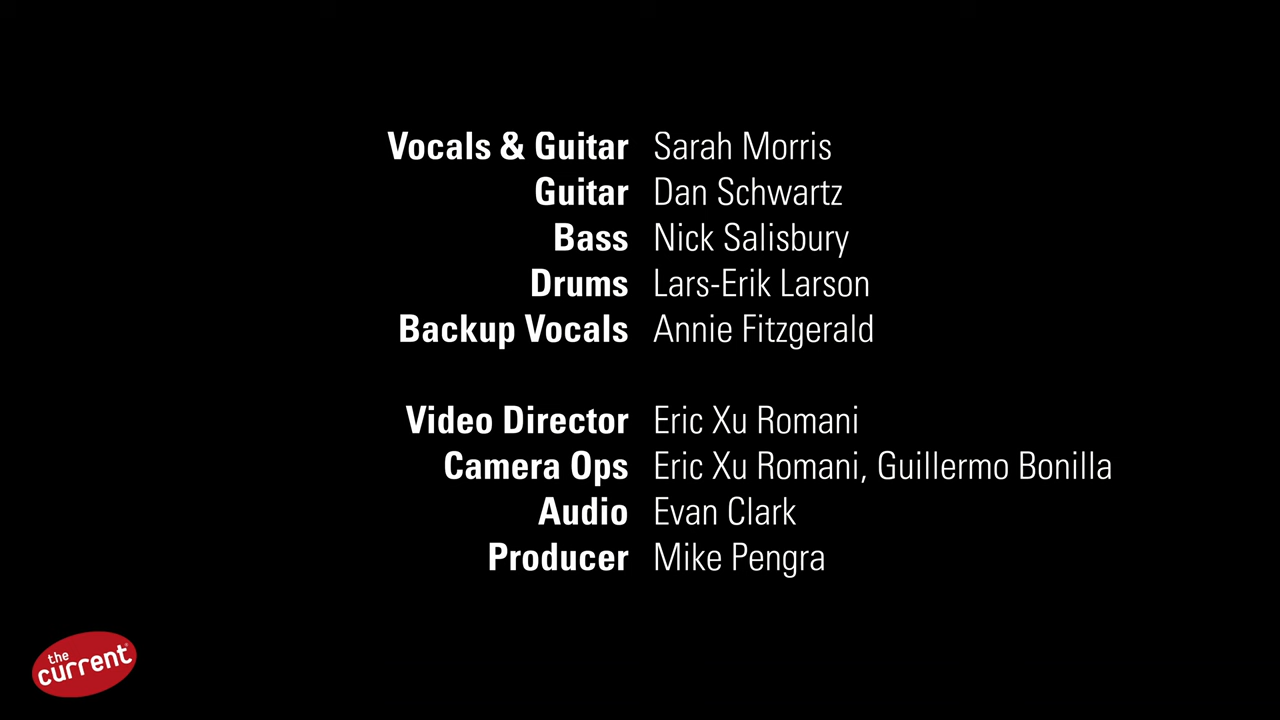 Vocals & Guitar Sarah Morris
Guitar Dan Schwartz
Bass Nick Salisbury
Drums Lars-Erik Larson
Backup Vocals Annie Fitzgerald
Video Director Eric Xu Romani
Camera Ops Eric Xu Romani, Guillermo Bonilla
Audio Evan Clark
Producer Mike Pengra
the
current